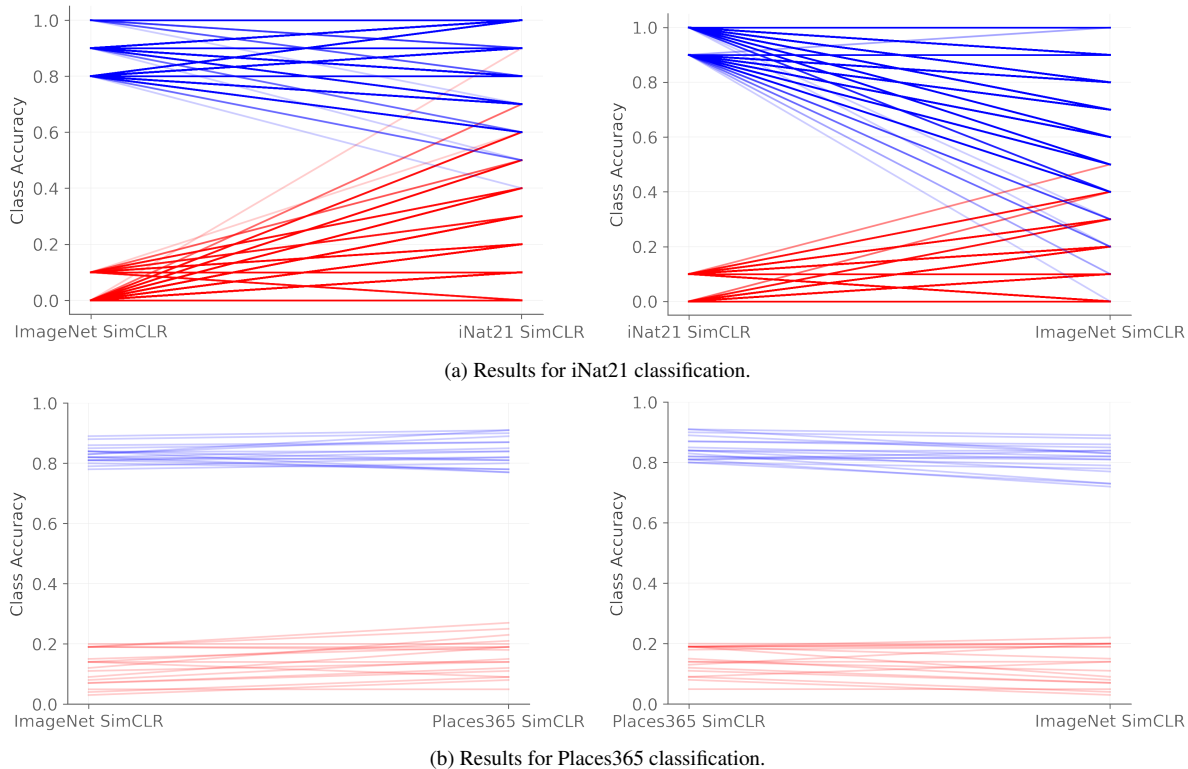 1.0
0.8
0.6
0.4
0.2
0.0
Class Accuracy
ImageNet SimCLR
iNat21 SimCLR
1.0
0.8
0.6
0.4
0.2
0.0
Class Accuracy
iNat21 SimCLR
ImageNet SimCLR
(a) Results for iNat21 classification.
1.0
0.8
0.6
0.4
0.2
0.0
Class Accuracy
ImageNet SimCLR
Places365 SimCLR
1.0
0.8
0.6
0.4
0.2
0.0
Class Accuracy
Places365 SimCLR
ImageNet SimCLR
(b) Results for Places365 classification.